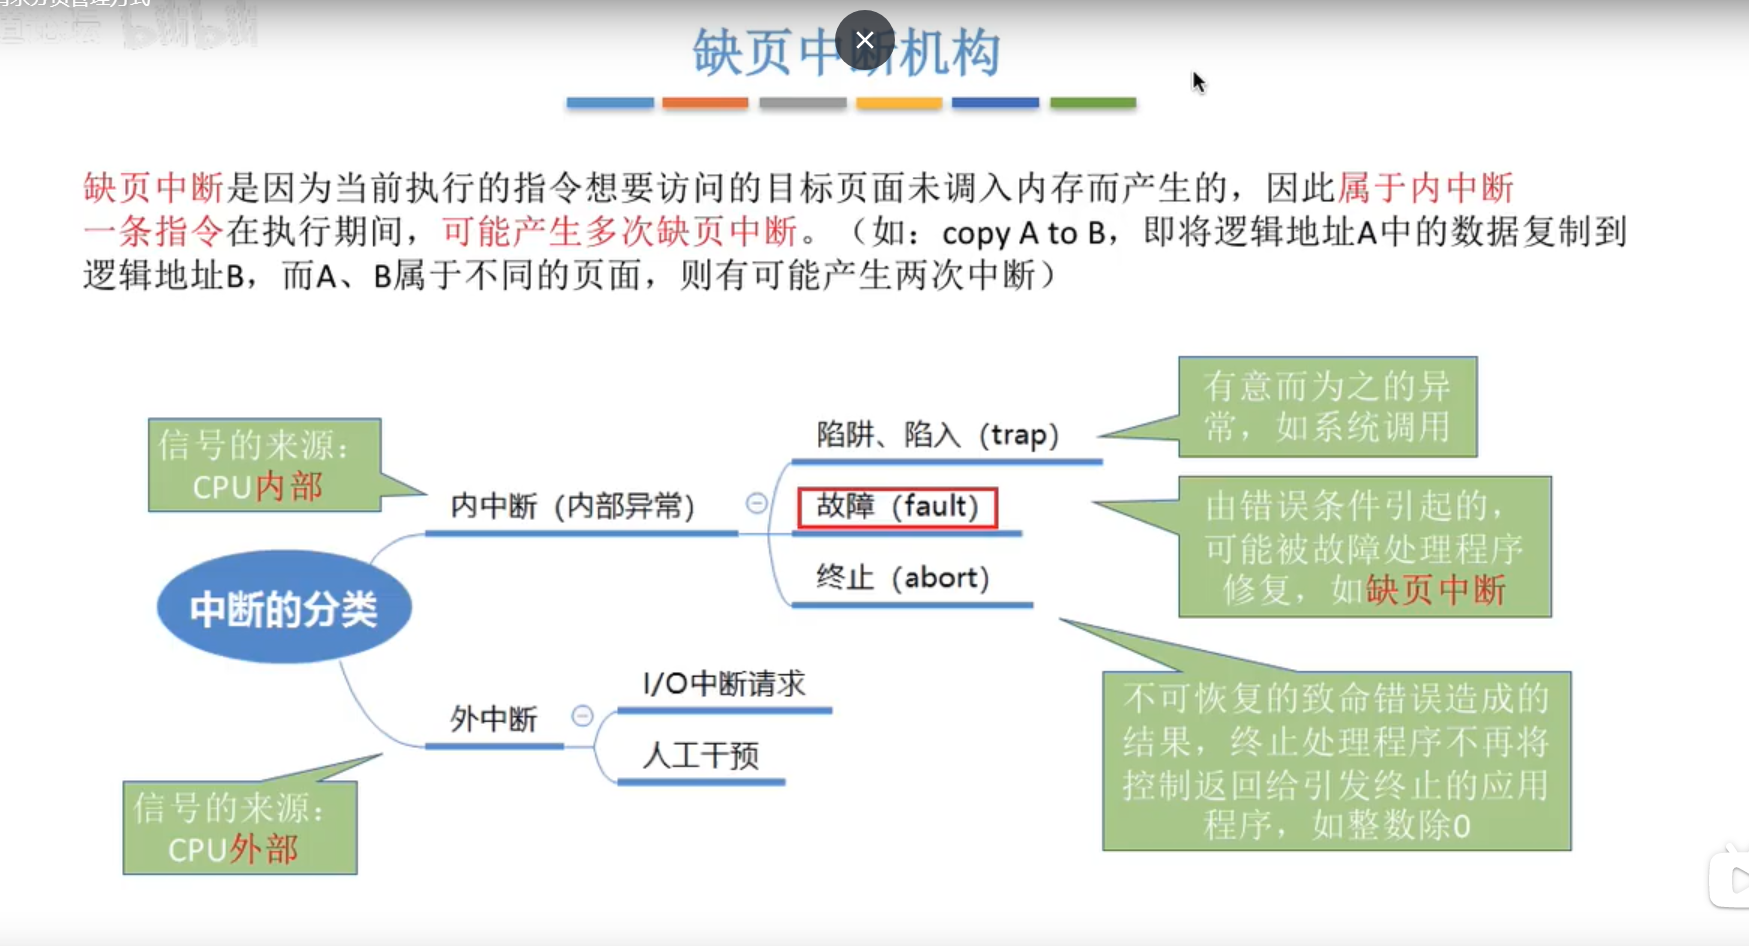 缺页中断机构
缺页中断是因为当前执行的指令想要访问的目标页面未调入内存而产生的，因此属于内中断
一条指令在执行期间，可能产生多次缺页中断。（如：copy A to B，即将逻辑地址A中的数据复制到
逻辑地址B，而A、B属于不同的页面，则有可能产生两次中断）
有意而为之的异
常，如系统调用
信号的来源：
CPU内部
陷阱、陷入（trap）
内中断（内部异常）
故障（fault）
由错误条件引起的，
可能被故障处理程序
修复，如缺页中断
终止（abort）
中断的分类
I/O中断请求
外中断
人工干预
不可恢复的致命错误造成的
结果，终止处理程序不再将
控制返回给引发终止的应用
程序，如整数除0
信号的来源：
CPU外部